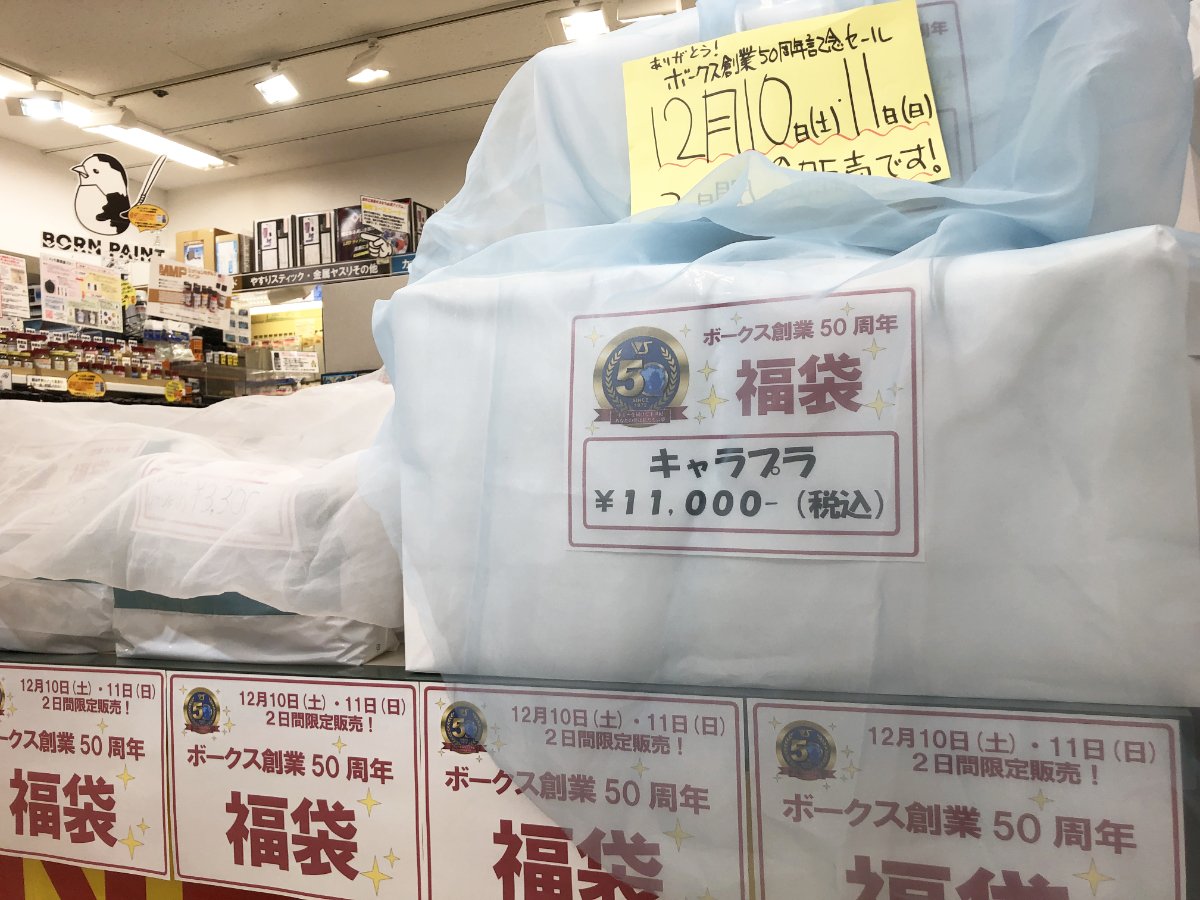 ありがとう!
ボークス創業50周年記念セール
12月10日(土)・11日(日)
販売です!
BORN PAINT
MMP
やすりスティック・金属ヤスリその他
ボークス創業50周年
福袋
50
SINCE
キャラプラ
¥11,000-(税込)
¥3,300
12月10日(土)・11日(日)
2日間限定販売!
ークス創業50周年
福袋
12月10日(土)・11日(日)
2日間限定販売!
ボークス創業50周年
福袋
12月10日(土)・11日(日)
2日間限定販売!
ボークス創業50周年
福袋
12月10日(土)・11日(日)
2日間限定販売!
ボークス創業50周年
福袋